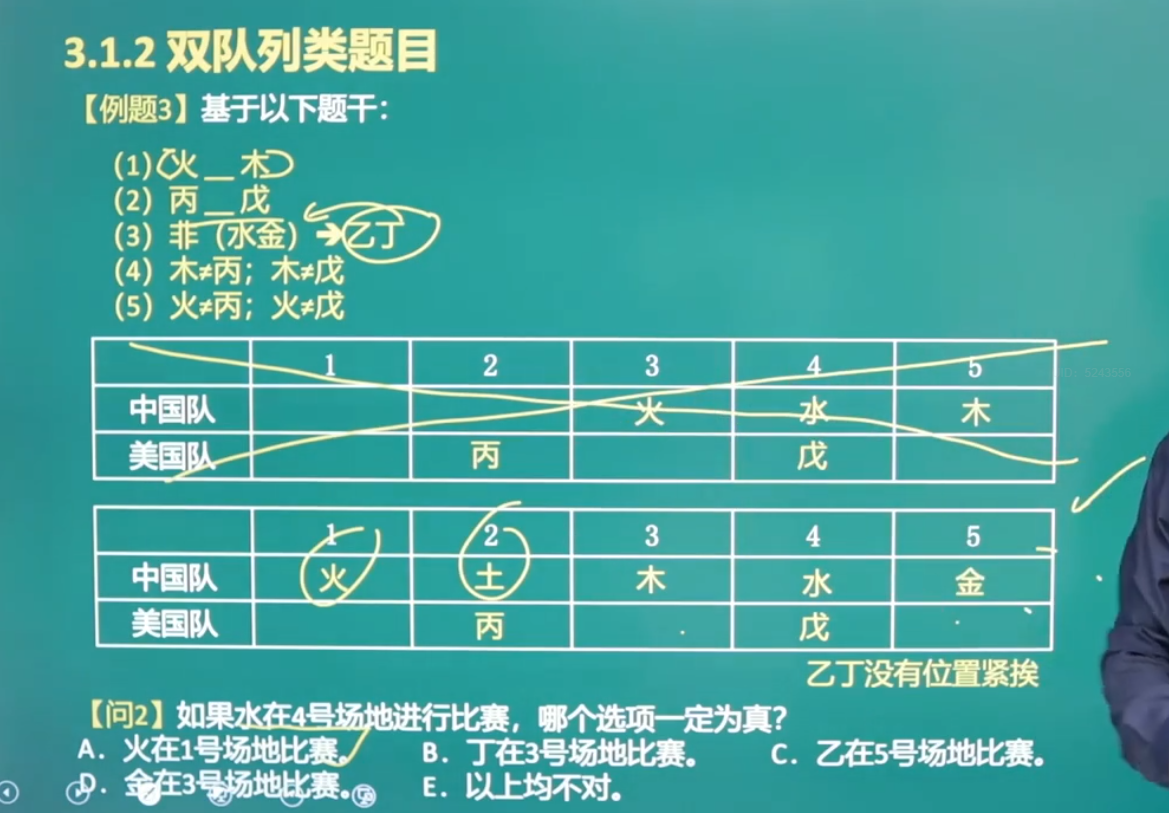 3.1.2 双队列类题目
【例题3】基于以下题干：
(1) 火 __ 木
(2) 丙 __ 戊
(3) 非（水金）➔ 乙丁
(4) 木≠丙；木≠戊
(5) 火≠丙；火≠戊
1 2 3 4 5
中国队 火 水 木
美国队 丙 戊
1 2 3 4 5
中国队 火 土 木 水 金
美国队 丙 戊
乙丁没有位置紧挨
【问2】如果水在4号场地进行比赛，哪个选项一定为真？
A．火在1号场地比赛。 B．丁在3号场地比赛。 C．乙在5号场地比赛。
D．金在3号场地比赛。 E．以上均不对。